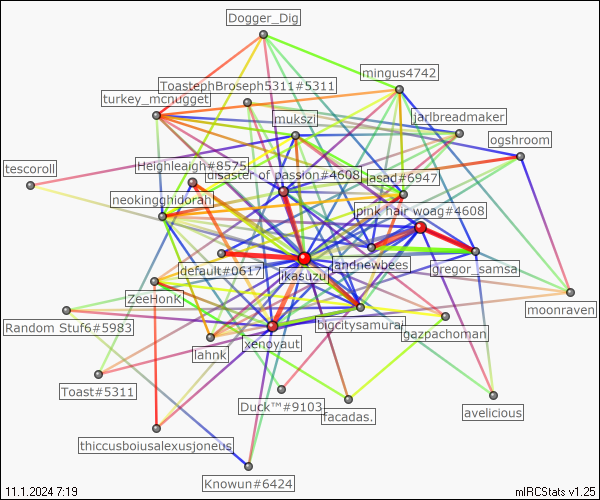 Dogger_Dig
mingus4742
ToastephBroseph5311#5311
turkey_mcnugget
jarlbreadmaker
mukszi
ogshroom
tescoroll
Heighleaigh#8575
disaster of passion#4608
asad#6947
neokingghidorah
pink hair woag#4608
default#0617
ikasuzu
landnewbees
gregor_samsa
ZeeHonK
moonraven
Random Stuf6#5983
bigcitysamurai
gazpachoman
lahnk
xenoyaut
Toast#5311
Duck™#9103
facadas.
avelicious
thiccusboiusalexusjoneus
Knowun#6424
11.1.2024 7:19
mIRCStats v1.25